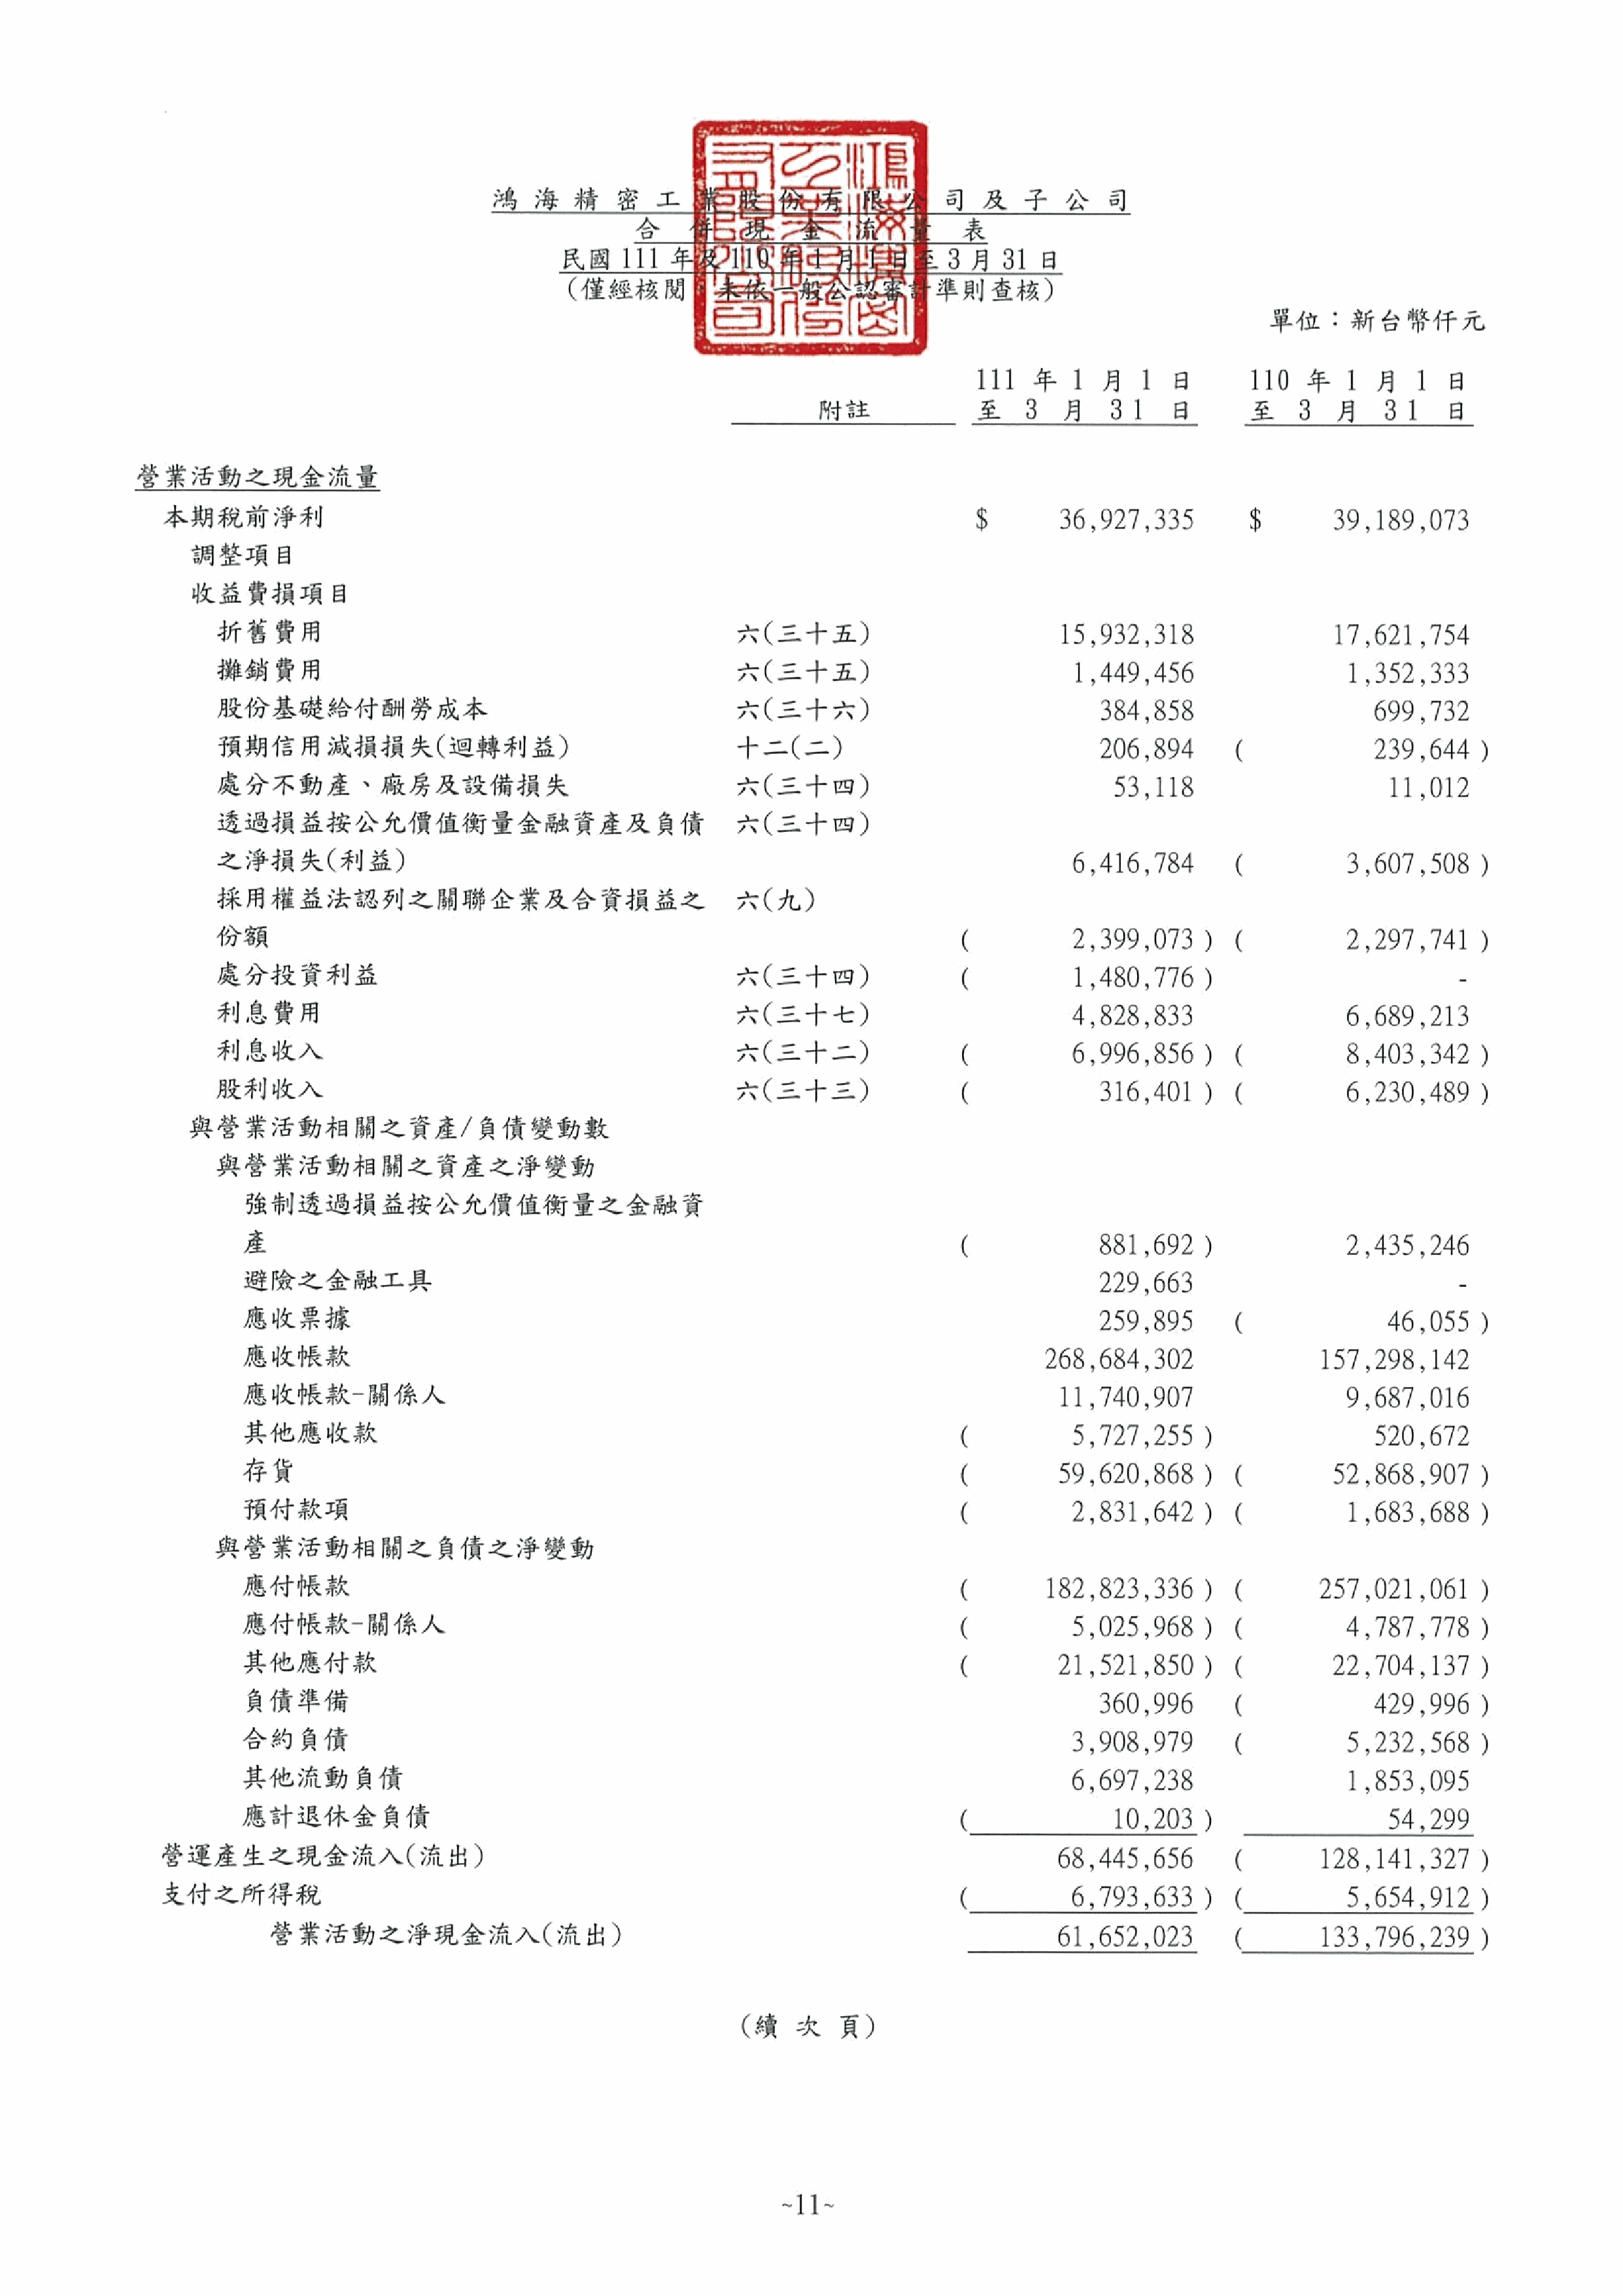 鴻海精密工業股份有限公司及子公司
合併現金流量表
民國111年及110年1月1日至3月31日
(僅經核閱，未依一般公認審計準則查核)
單位：新台幣仟元
111 年 1 月 1 日 110 年 1 月 1 日
附註 至 3 月 31 日 至 3 月 31 日
營業活動之現金流量
本期稅前淨利 $ 36,927,335 $ 39,189,073
調整項目
收益費損項目
折舊費用 六(三十五) 15,932,318 17,621,754
攤銷費用 六(三十五) 1,449,456 1,352,333
股份基礎給付酬勞成本 六(三十六) 384,858 699,732
預期信用減損損失(迴轉利益) 十二(二) 206,894 ( 239,644 )
處分不動產、廠房及設備損失 六(三十四) 53,118 11,012
透過損益按公允價值衡量金融資產及負債 六(三十四)
之淨損失(利益) 6,416,784 ( 3,607,508 )
採用權益法認列之關聯企業及合資損益之 六(九)
份額 ( 2,399,073 ) ( 2,297,741 )
處分投資利益 六(三十四) ( 1,480,776 ) -
利息費用 六(三十七) 4,828,833 6,689,213
利息收入 六(三十二) ( 6,996,856 ) ( 8,403,342 )
股利收入 六(三十三) ( 316,401 ) ( 6,230,489 )
與營業活動相關之資產/負債變動數
與營業活動相關之資產之淨變動
強制透過損益按公允價值衡量之金融資
產 ( 881,692 ) 2,435,246
避險之金融工具 229,663 -
應收票據 259,895 ( 46,055 )
應收帳款 268,684,302 157,298,142
應收帳款-關係人 11,740,907 9,687,016
其他應收款 ( 5,727,255 ) 520,672
存貨 ( 59,620,868 ) ( 52,868,907 )
預付款項 ( 2,831,642 ) ( 1,683,688 )
與營業活動相關之負債之淨變動
應付帳款 ( 182,823,336 ) ( 257,021,061 )
應付帳款-關係人 ( 5,025,968 ) ( 4,787,778 )
其他應付款 ( 21,521,850 ) ( 22,704,137 )
負債準備 360,996 ( 429,996 )
合約負債 3,908,979 ( 5,232,568 )
其他流動負債 6,697,238 1,853,095
應計退休金負債 ( 10,203 ) 54,299
營運產生之現金流入(流出) 68,445,656 ( 128,141,327 )
支付之所得稅 ( 6,793,633 ) ( 5,654,912 )
營業活動之淨現金流入(流出) 61,652,023 ( 133,796,239 )
(續 次 頁)
~11~